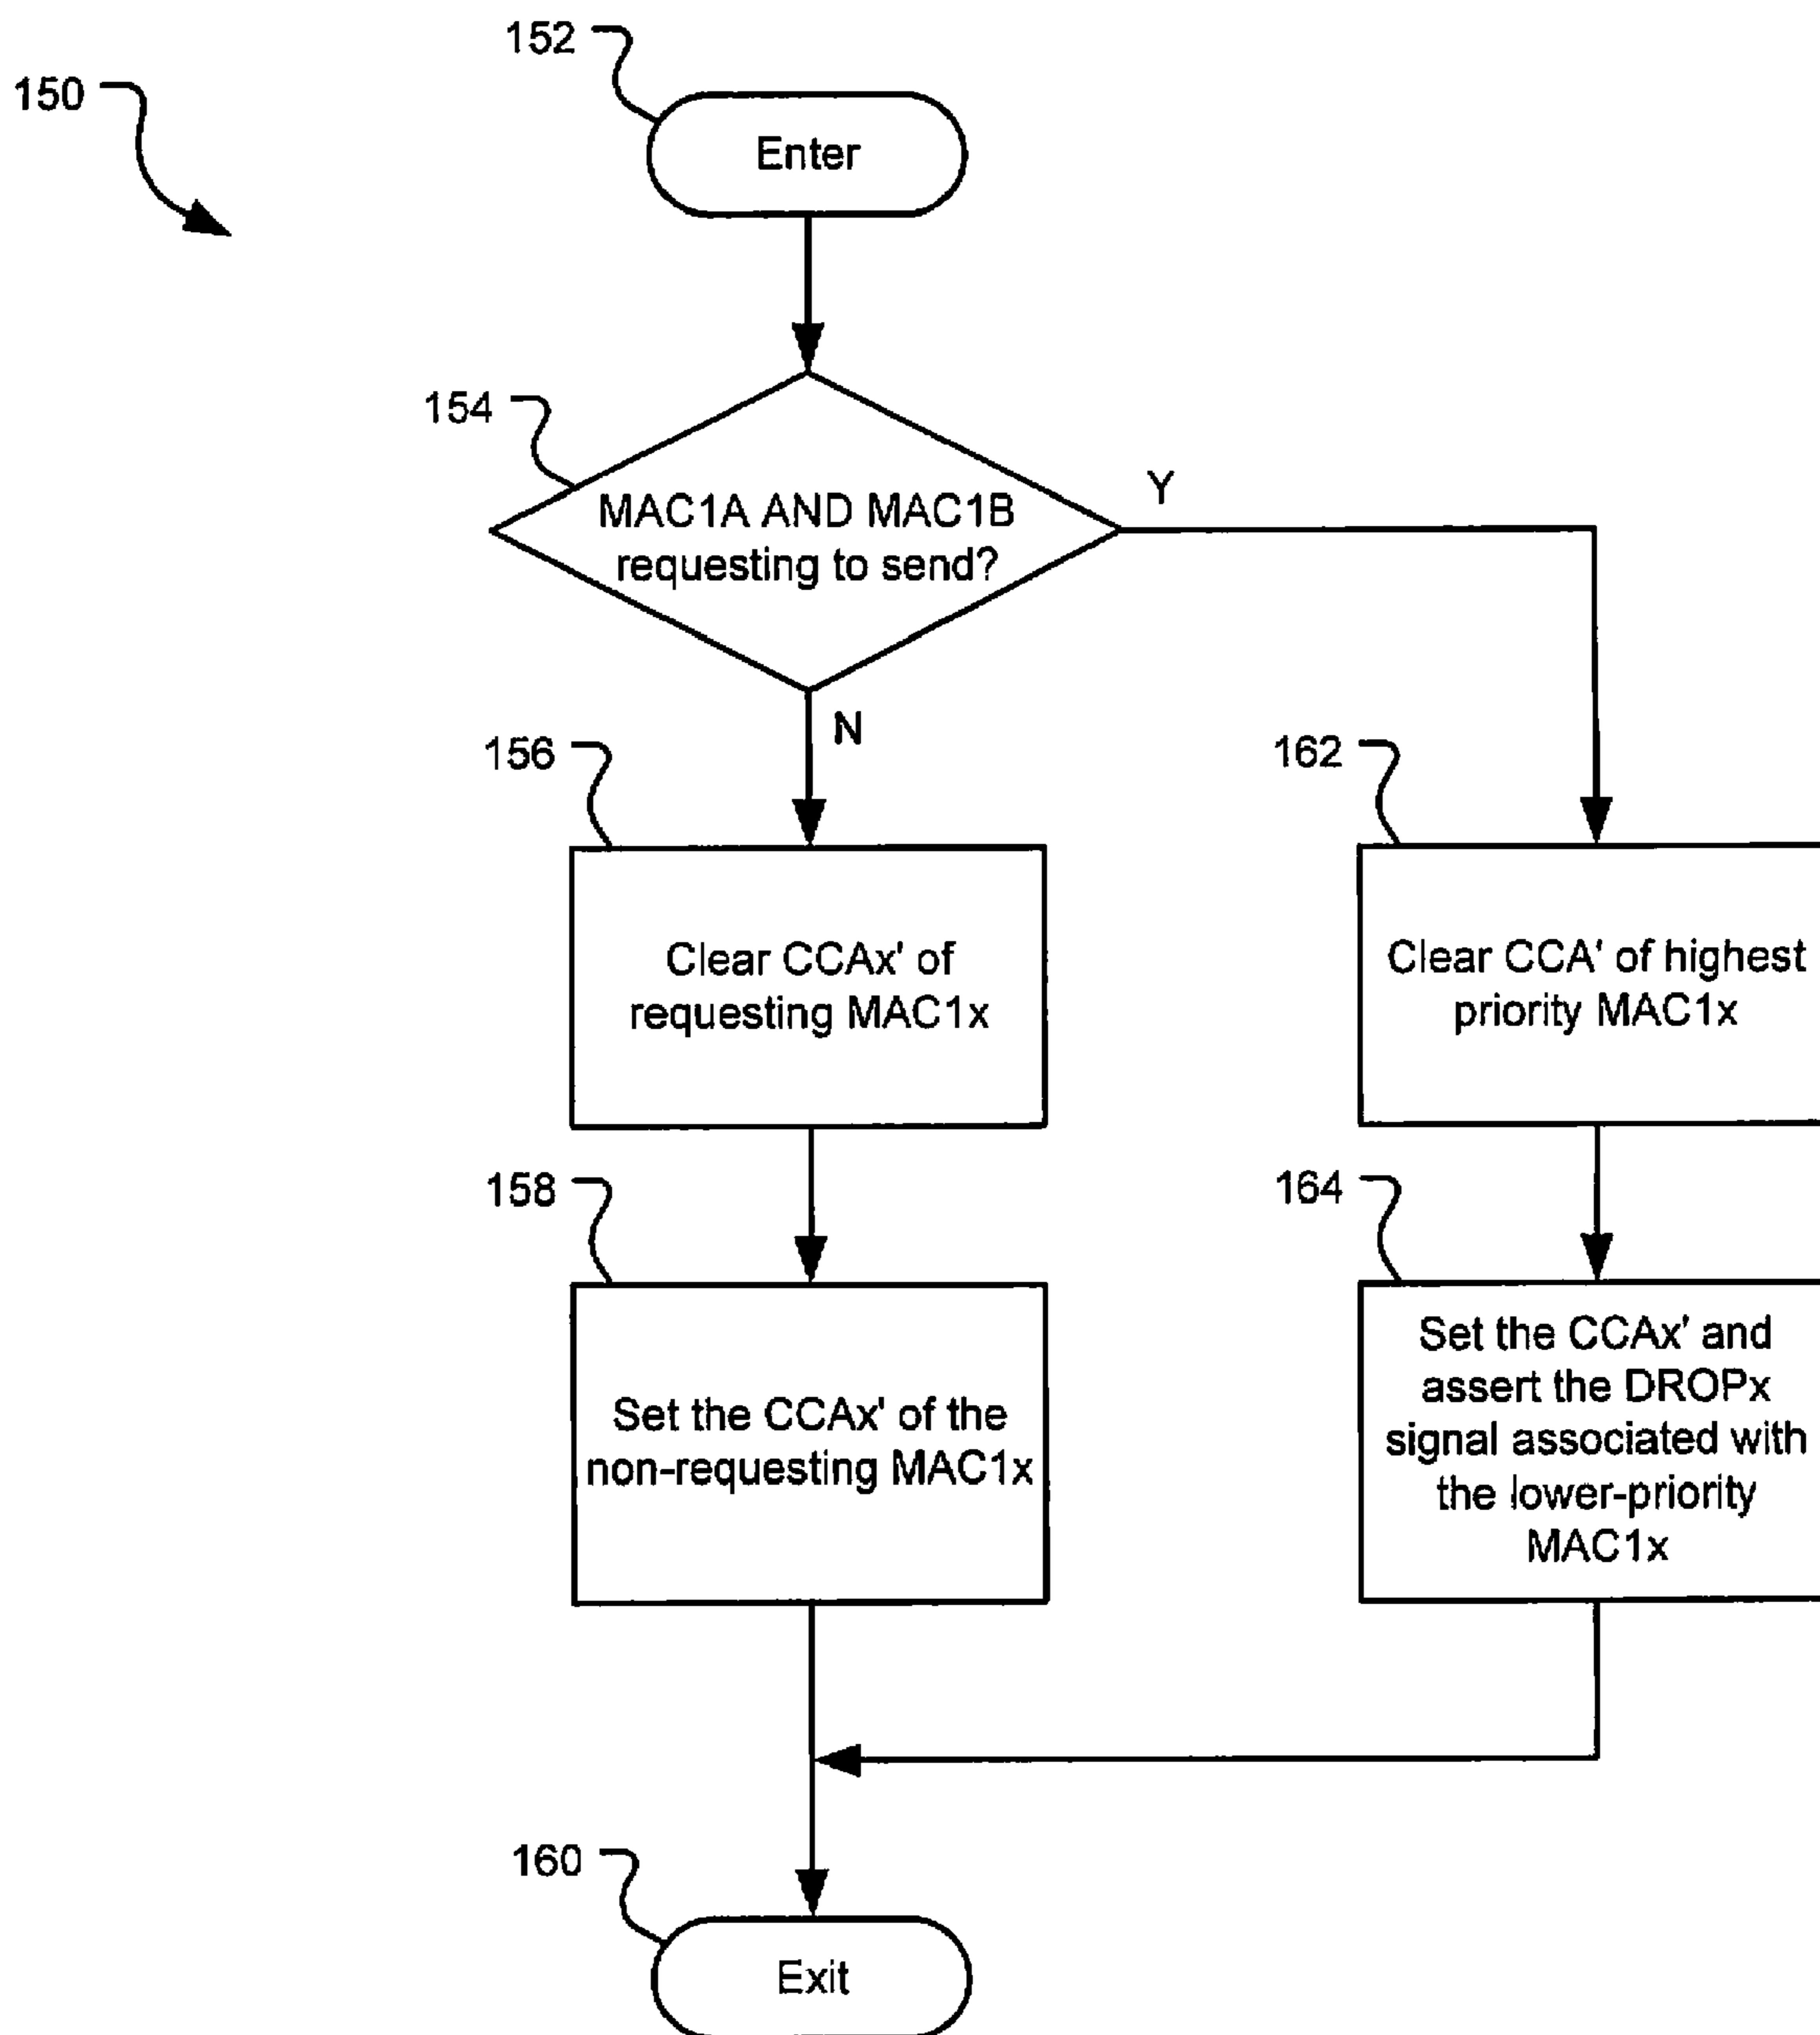 150
152
Enter
154
MAC1A AND MAC1B
requesting to send?
Y
N
156
Clear CCAx' of
requesting MAC1x
162
Clear CCA' of highest
priority MAC1x
158
Set the CCAx' of the
non-requesting MAC1x
164
Set the CCAx' and
assert the DROPx
signal associated with
the lower-priority
MAC1x
160
Exit